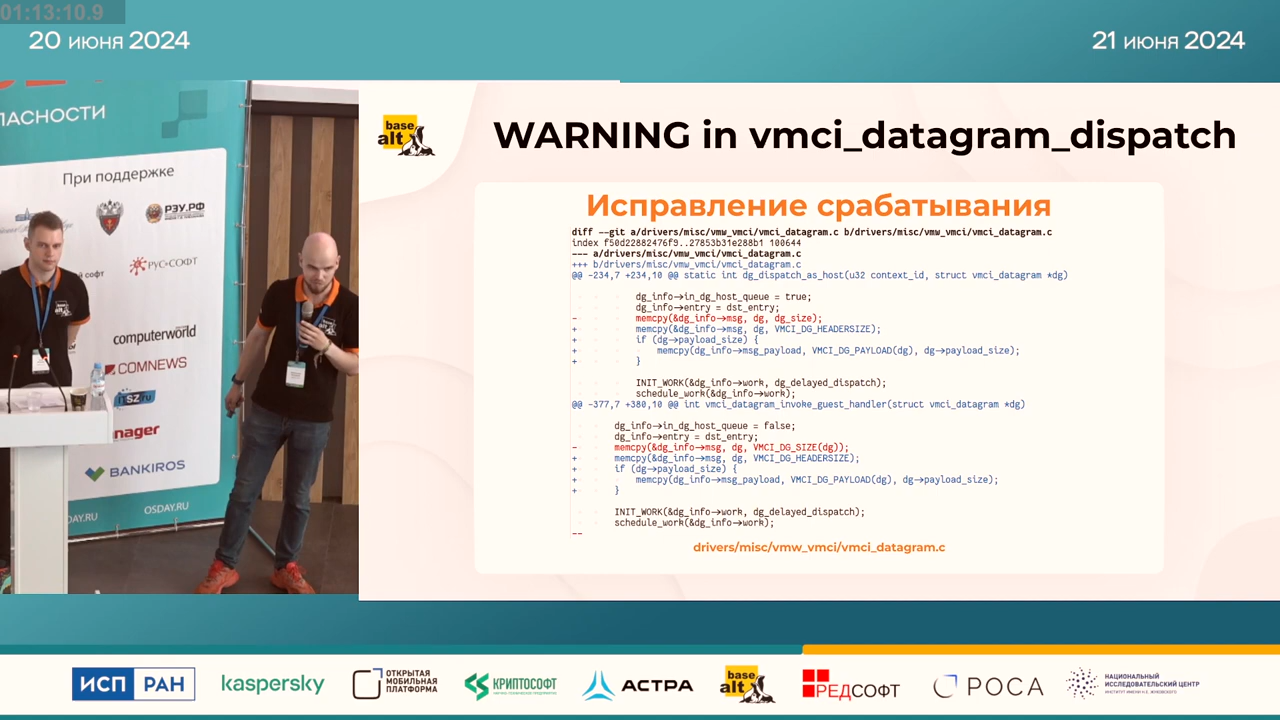 01:13:10.9
20 июня 2024
21 июня 2024
ПАСНОСТИ
При поддержке
РЭУ.РФ
РУССОФТ
computerworld
COMNEWS
ITSZ.ru
nager
BANKIROS
DAY.RU
OSDAY.RU
base
alt
WARNING in vmci_datagram_dispatch
Исправление срабатывания
diff --git a/drivers/misc/vmw_vmci/vmci_datagram.c b/drivers/misc/vmw_vmci/vmci_datagram.c
index f50d22882476f9..27853b31e288b1 100644
--- a/drivers/misc/vmw_vmci/vmci_datagram.c
+++ b/drivers/misc/vmw_vmci/vmci_datagram.c
@@ -234,7 +234,10 @@ static int dg_dispatch_as_host(u32 context_id, struct vmci_datagram *dg)
dg_info->in_dg_host_queue = true;
dg_info->entry = dst_entry;
- memcpy(&dg_info->msg, dg, dg_size);
+ memcpy(&dg_info->msg, dg, VMCI_DG_HEADERSIZE);
+ if (dg->payload_size) {
+ memcpy(dg_info->msg_payload, VMCI_DG_PAYLOAD(dg), dg->payload_size);
+ }
INIT_WORK(&dg_info->work, dg_delayed_dispatch);
schedule_work(&dg_info->work);
@@ -377,7 +380,10 @@ int vmci_datagram_invoke_guest_handler(struct vmci_datagram *dg)
dg_info->in_dg_host_queue = false;
dg_info->entry = dst_entry;
- memcpy(&dg_info->msg, dg, VMCI_DG_SIZE(dg));
+ memcpy(&dg_info->msg, dg, VMCI_DG_HEADERSIZE);
+ if (dg->payload_size) {
+ memcpy(dg_info->msg_payload, VMCI_DG_PAYLOAD(dg), dg->payload_size);
+ }
INIT_WORK(&dg_info->work, dg_delayed_dispatch);
schedule_work(&dg_info->work);
--
drivers/misc/vmw_vmci/vmci_datagram.c
ИСП РАН
kaspersky
ОТКРЫТАЯ
МОБИЛЬНАЯ
ПЛАТФОРМА
КРИПТОСОФТ
АСТРА
base
alt
РЕДСОФТ
РОСА
НАЦИОНАЛЬНЫЙ
ИССЛЕДОВАТЕЛЬСКИЙ ЦЕНТР
ИНСТИТУТ ИМЕНИ Н.Е. ЖУКОВСКОГО